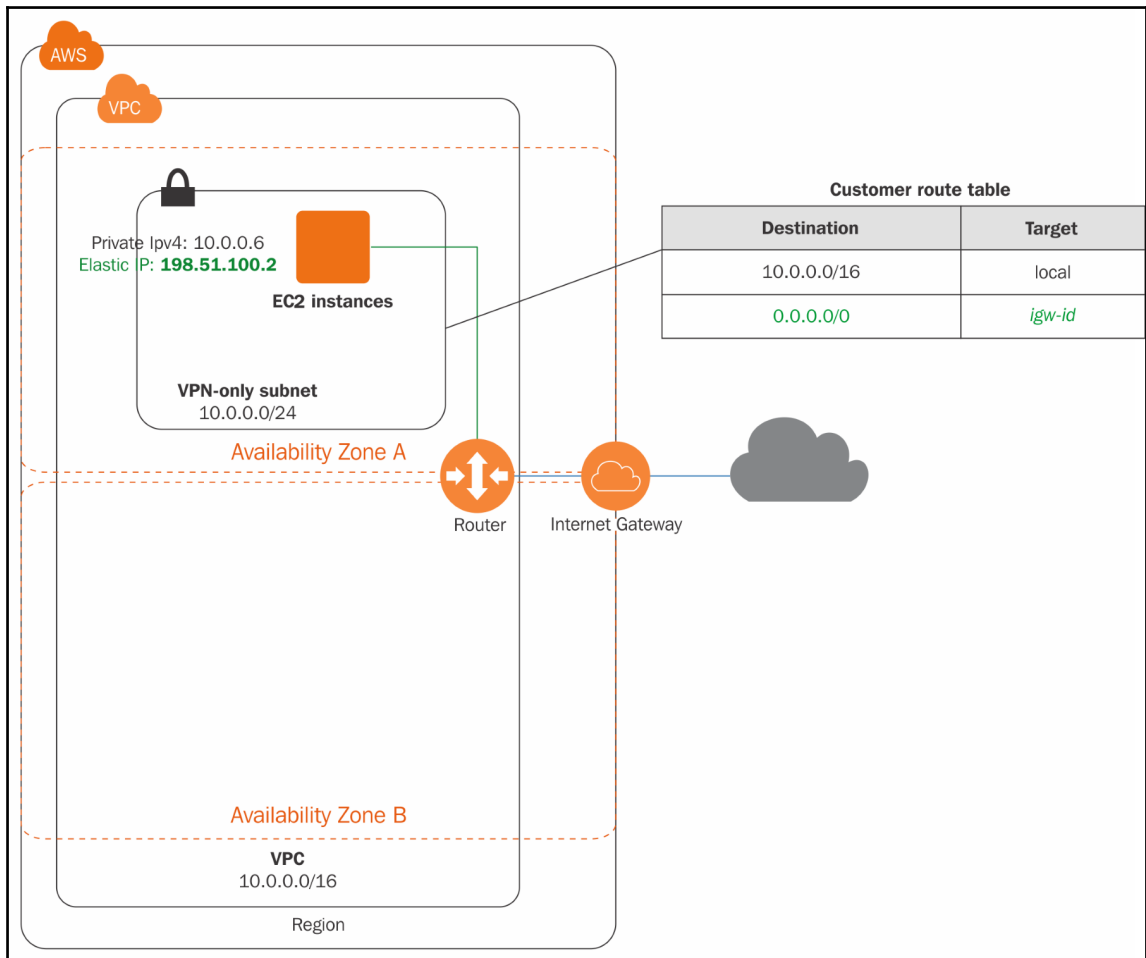 AWS
VPC
Private Ipv4: 10.0.0.6
Elastic IP: 198.51.100.2
EC2 instances
VPN-only subnet
10.0.0.0/24
Availability Zone A
Customer route table
Destination Target
10.0.0.0/16 local
0.0.0.0/0 igw-id
Router
Internet Gateway
Availability Zone B
VPC
10.0.0.0/16
Region